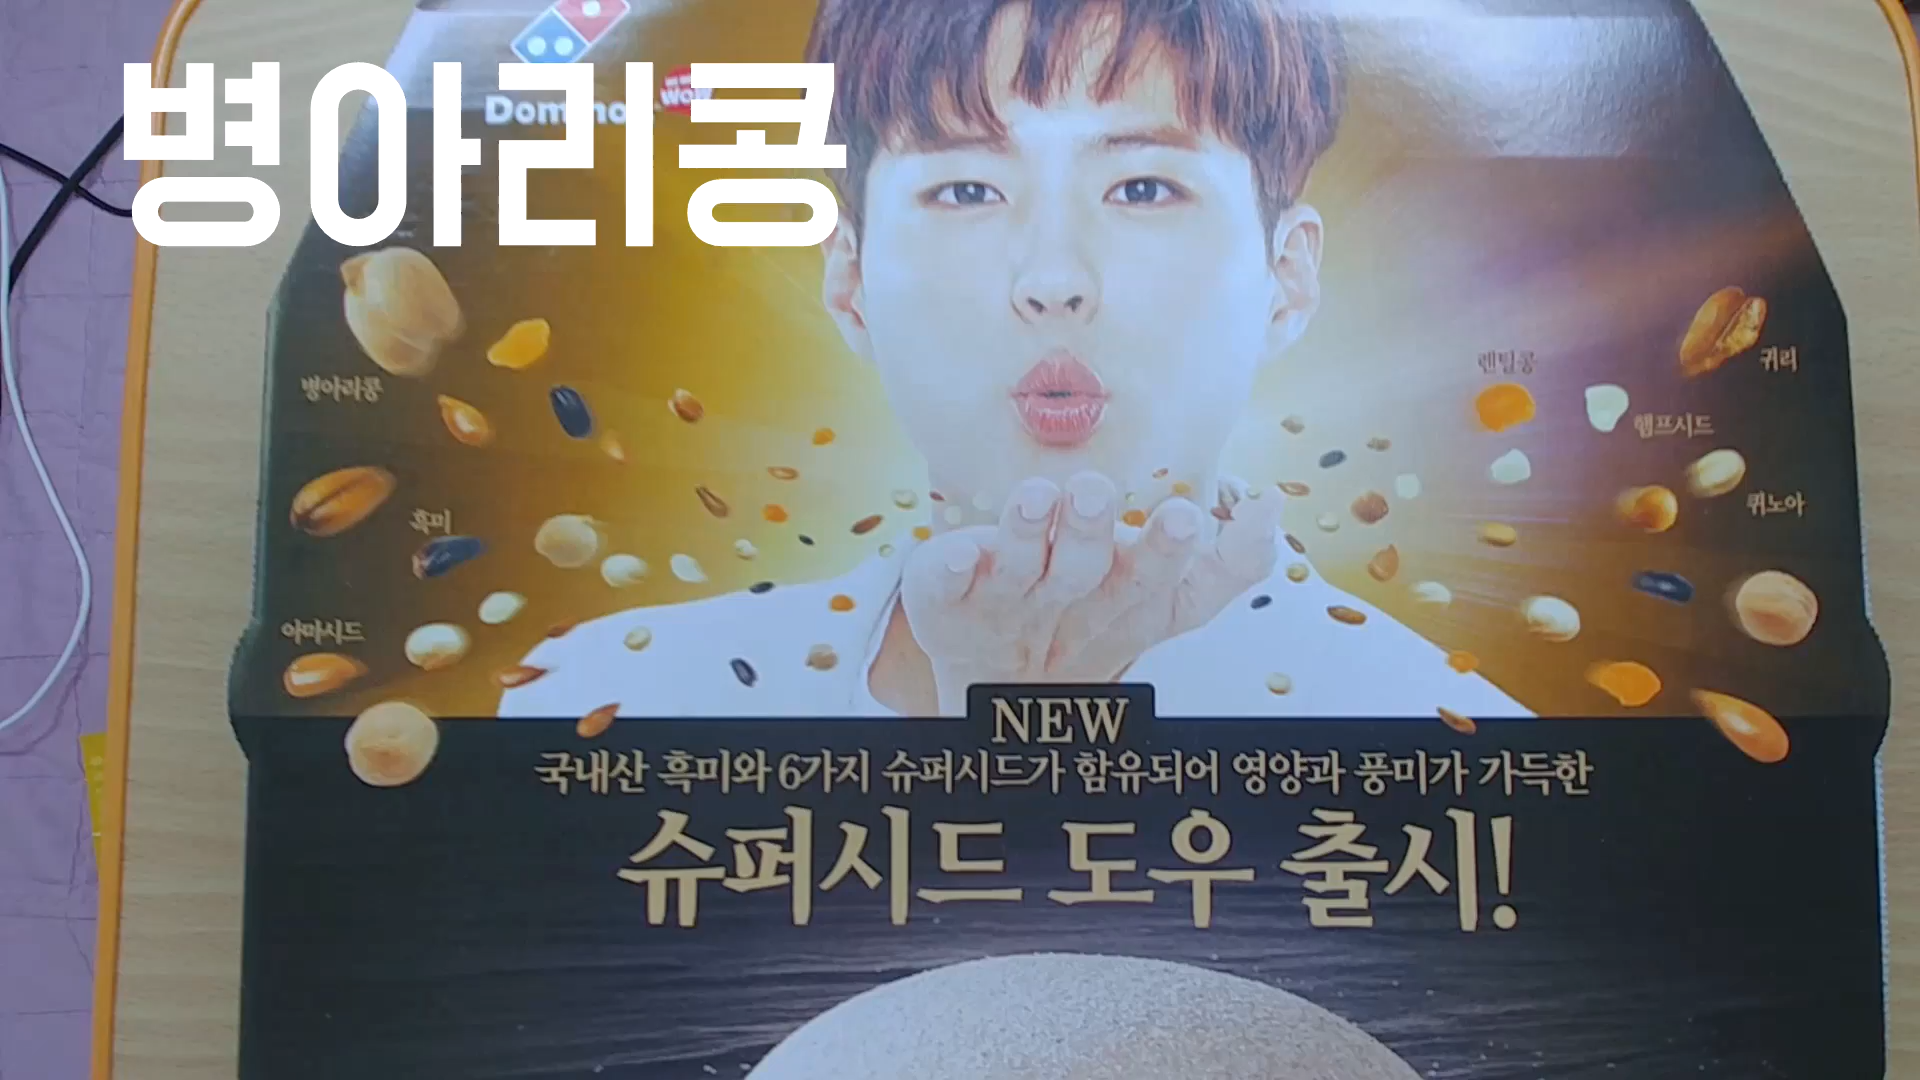 병아리콩
Domino
WOW
병아리콩
흑미
아마시드
렌틸콩
귀리
햄프시드
퀴노아
NEW
국내산 흑미와 6가지 슈퍼시드가 함유되어 영양과 풍미가 가득한
슈퍼시드 도우 출시!